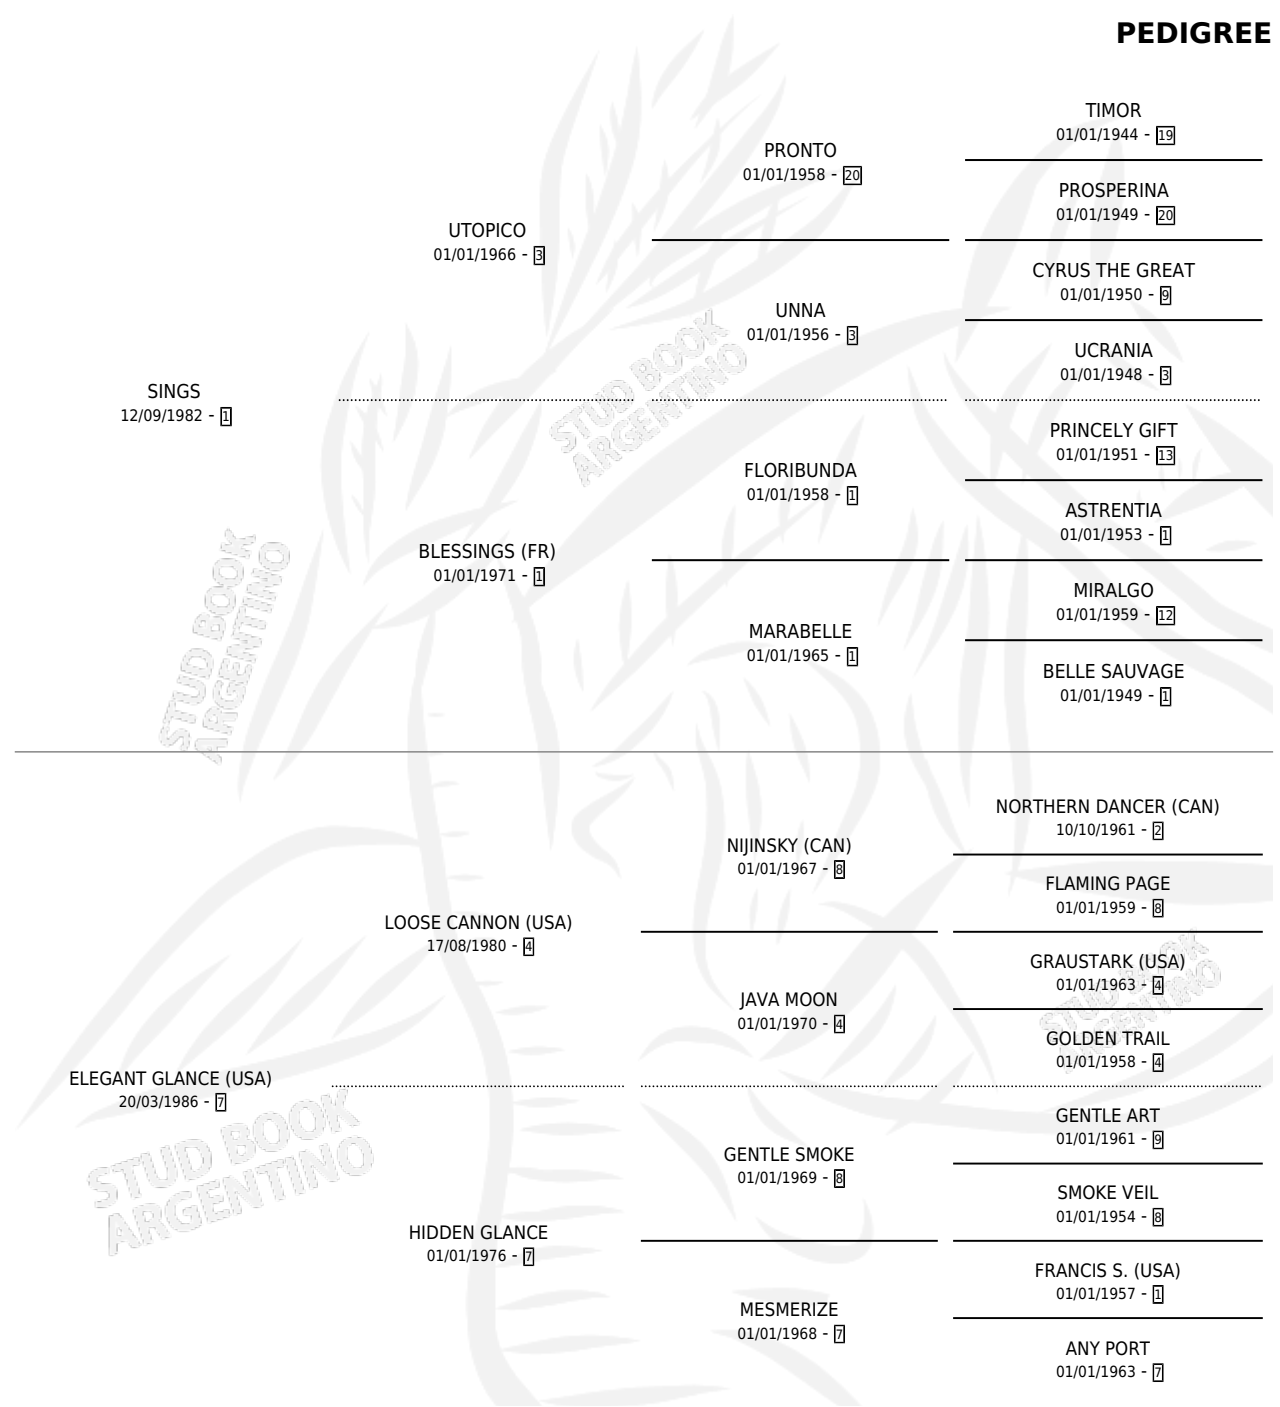 PEDIGREE
SINGS
12/09/1982 - 1
UTOPICO
01/01/1966 - 3
BLESSINGS (FR)
01/01/1971 - 1
PRONTO
01/01/1958 - 20
UNNA
01/01/1956 - 3
FLORIBUNDA
01/01/1958 - 1
MARABELLE
01/01/1965 - 1
TIMOR
01/01/1944 - 19
PROSPERINA
01/01/1949 - 20
CYRUS THE GREAT
01/01/1950 - 9
UCRANIA
01/01/1948 - 3
PRINCELY GIFT
01/01/1951 - 13
ASTRENTIA
01/01/1953 - 1
MIRALGO
01/01/1959 - 12
BELLE SAUVAGE
01/01/1949 - 1
ELEGANT GLANCE (USA)
20/03/1986 - 7
LOOSE CANNON (USA)
17/08/1980 - 4
HIDDEN GLANCE
01/01/1976 - 7
NIJINSKY (CAN)
01/01/1967 - 8
JAVA MOON
01/01/1970 - 4
GENTLE SMOKE
01/01/1969 - 8
MESMERIZE
01/01/1968 - 7
NORTHERN DANCER (CAN)
10/10/1961 - 2
FLAMING PAGE
01/01/1959 - 8
GRAUSTARK (USA)
01/01/1963 - 4
GOLDEN TRAIL
01/01/1958 - 4
GENTLE ART
01/01/1961 - 9
SMOKE VEIL
01/01/1954 - 8
FRANCIS S. (USA)
01/01/1957 - 1
ANY PORT
01/01/1963 - 7
STUD BOOK
ARGENTINO
STUD BOOK
ARGENTINO
STUD BOOK
ARGENTINO
STUD BOOK
ARGENTINO